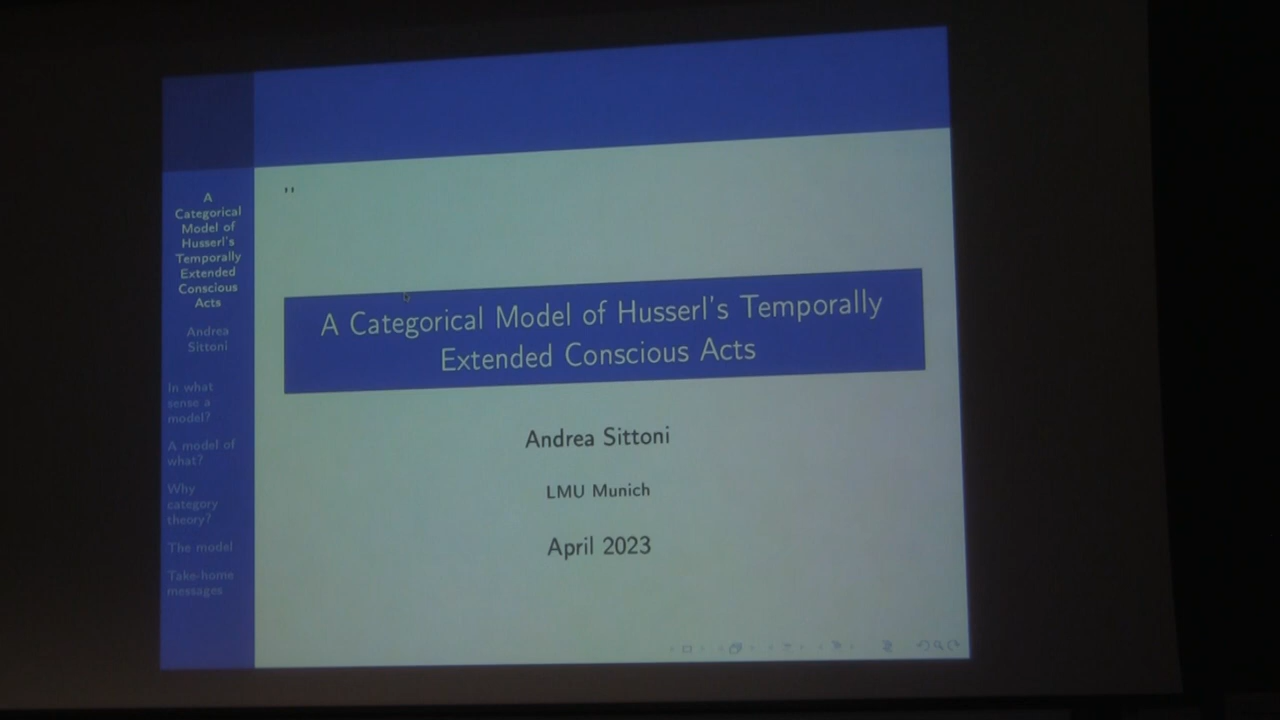 A
Categorical
Model of
Husserl's
Temporally
Extended
Conscious
Acts
Andrea
Sittoni
In what
sense a
model?
A model of
what?
Why
category
theory?
The model
Take-home
messages
''
A Categorical Model of Husserl's Temporally
Extended Conscious Acts
Andrea Sittoni
LMU Munich
April 2023